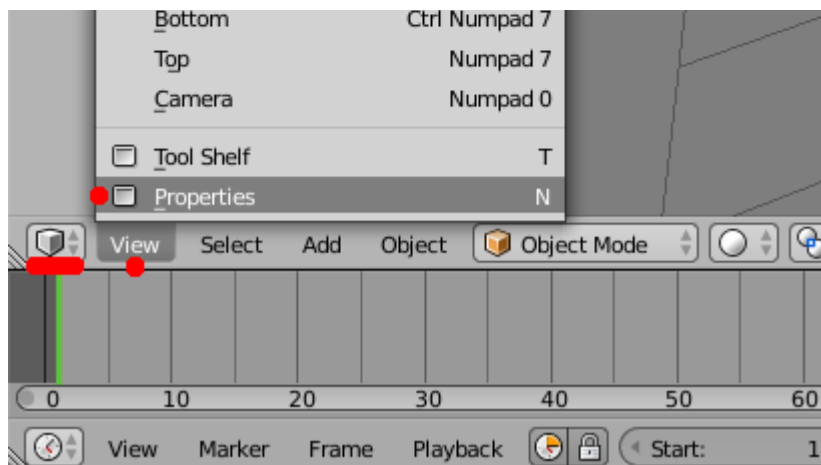 Bottom Ctrl Numpad 7
Top Numpad 7
Camera Numpad 0
Tool Shelf T
Properties N
View Select Add Object Object Mode
0 10 20 30 40 50 60
View Marker Frame Playback Start: 1